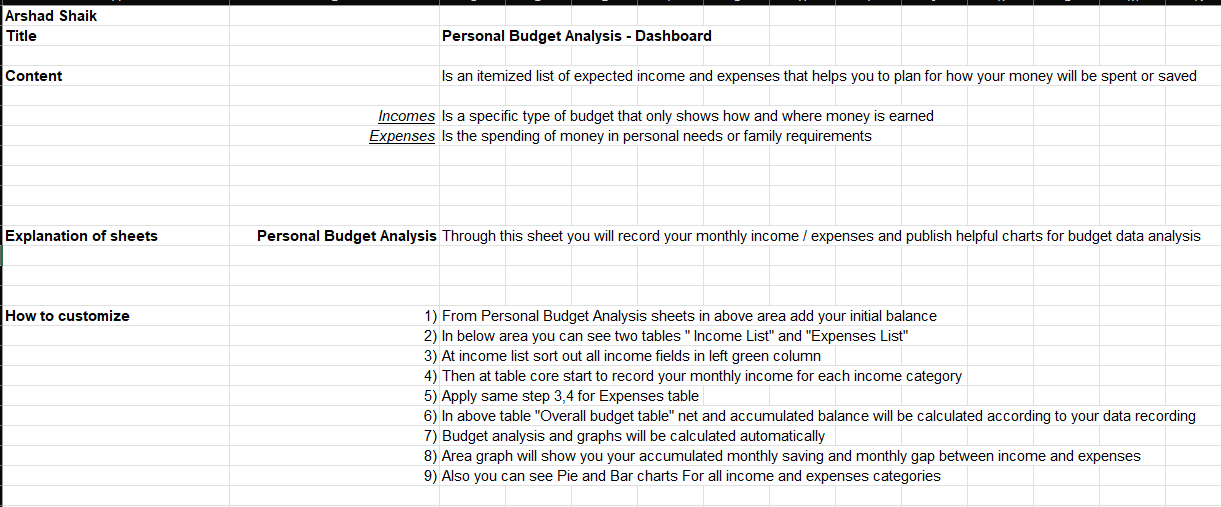 Arshad Shaik
Title Personal Budget Analysis - Dashboard
Content Is an itemized list of expected income and expenses that helps you to plan for how your money will be spent or saved
Incomes Is a specific type of budget that only shows how and where money is earned
Expenses Is the spending of money in personal needs or family requirements
Explanation of sheets Personal Budget Analysis Through this sheet you will record your monthly income / expenses and publish helpful charts for budget data analysis
How to customize 1) From Personal Budget Analysis sheets in above area add your initial balance
2) In below area you can see two tables " Income List" and "Expenses List"
3) At income list sort out all income fields in left green column
4) Then at table core start to record your monthly income for each income category
5) Apply same step 3,4 for Expenses table
6) In above table "Overall budget table" net and accumulated balance will be calculated according to your data recording
7) Budget analysis and graphs will be calculated automatically
8) Area graph will show you your accumulated monthly saving and monthly gap between income and expenses
9) Also you can see Pie and Bar charts For all income and expenses categories